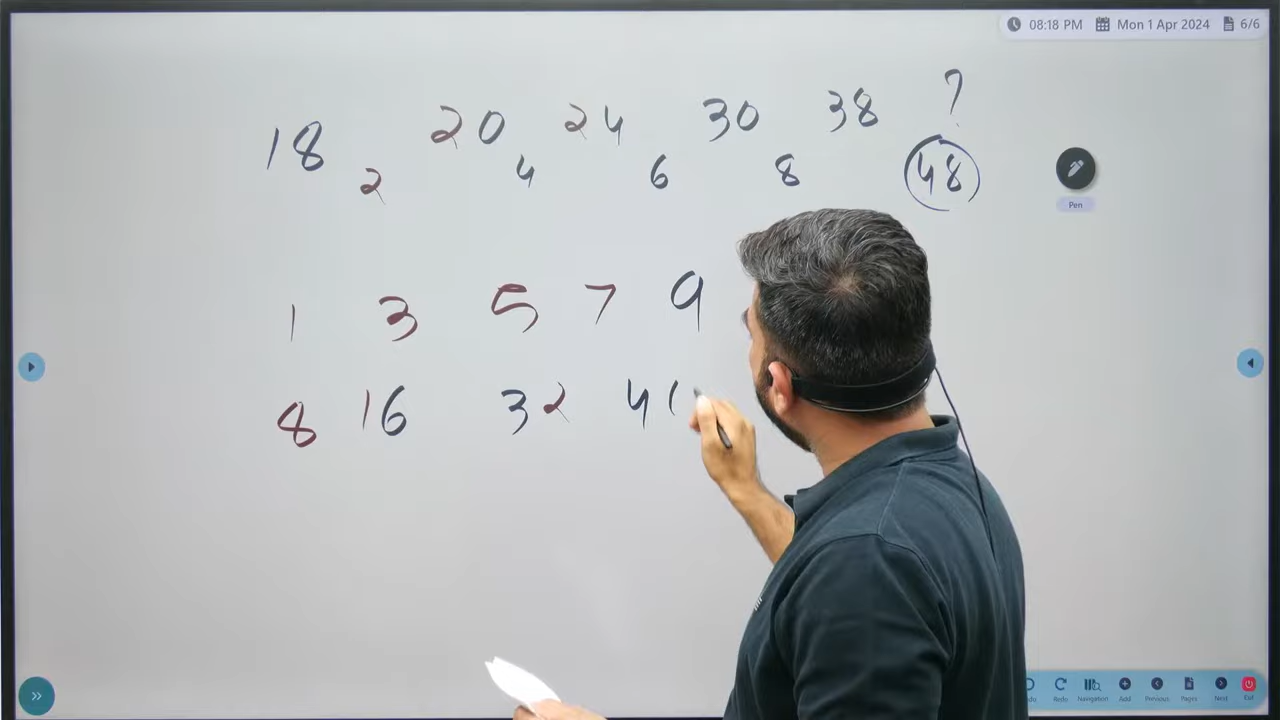 08:18 PM Mon 1 Apr 2024 6/6
18 20 24 30 38 ?
2 4 6 8 48
Pen
1 3 5 7 9
8 16 32 4
Redo Navigation Add Previous Pages Next